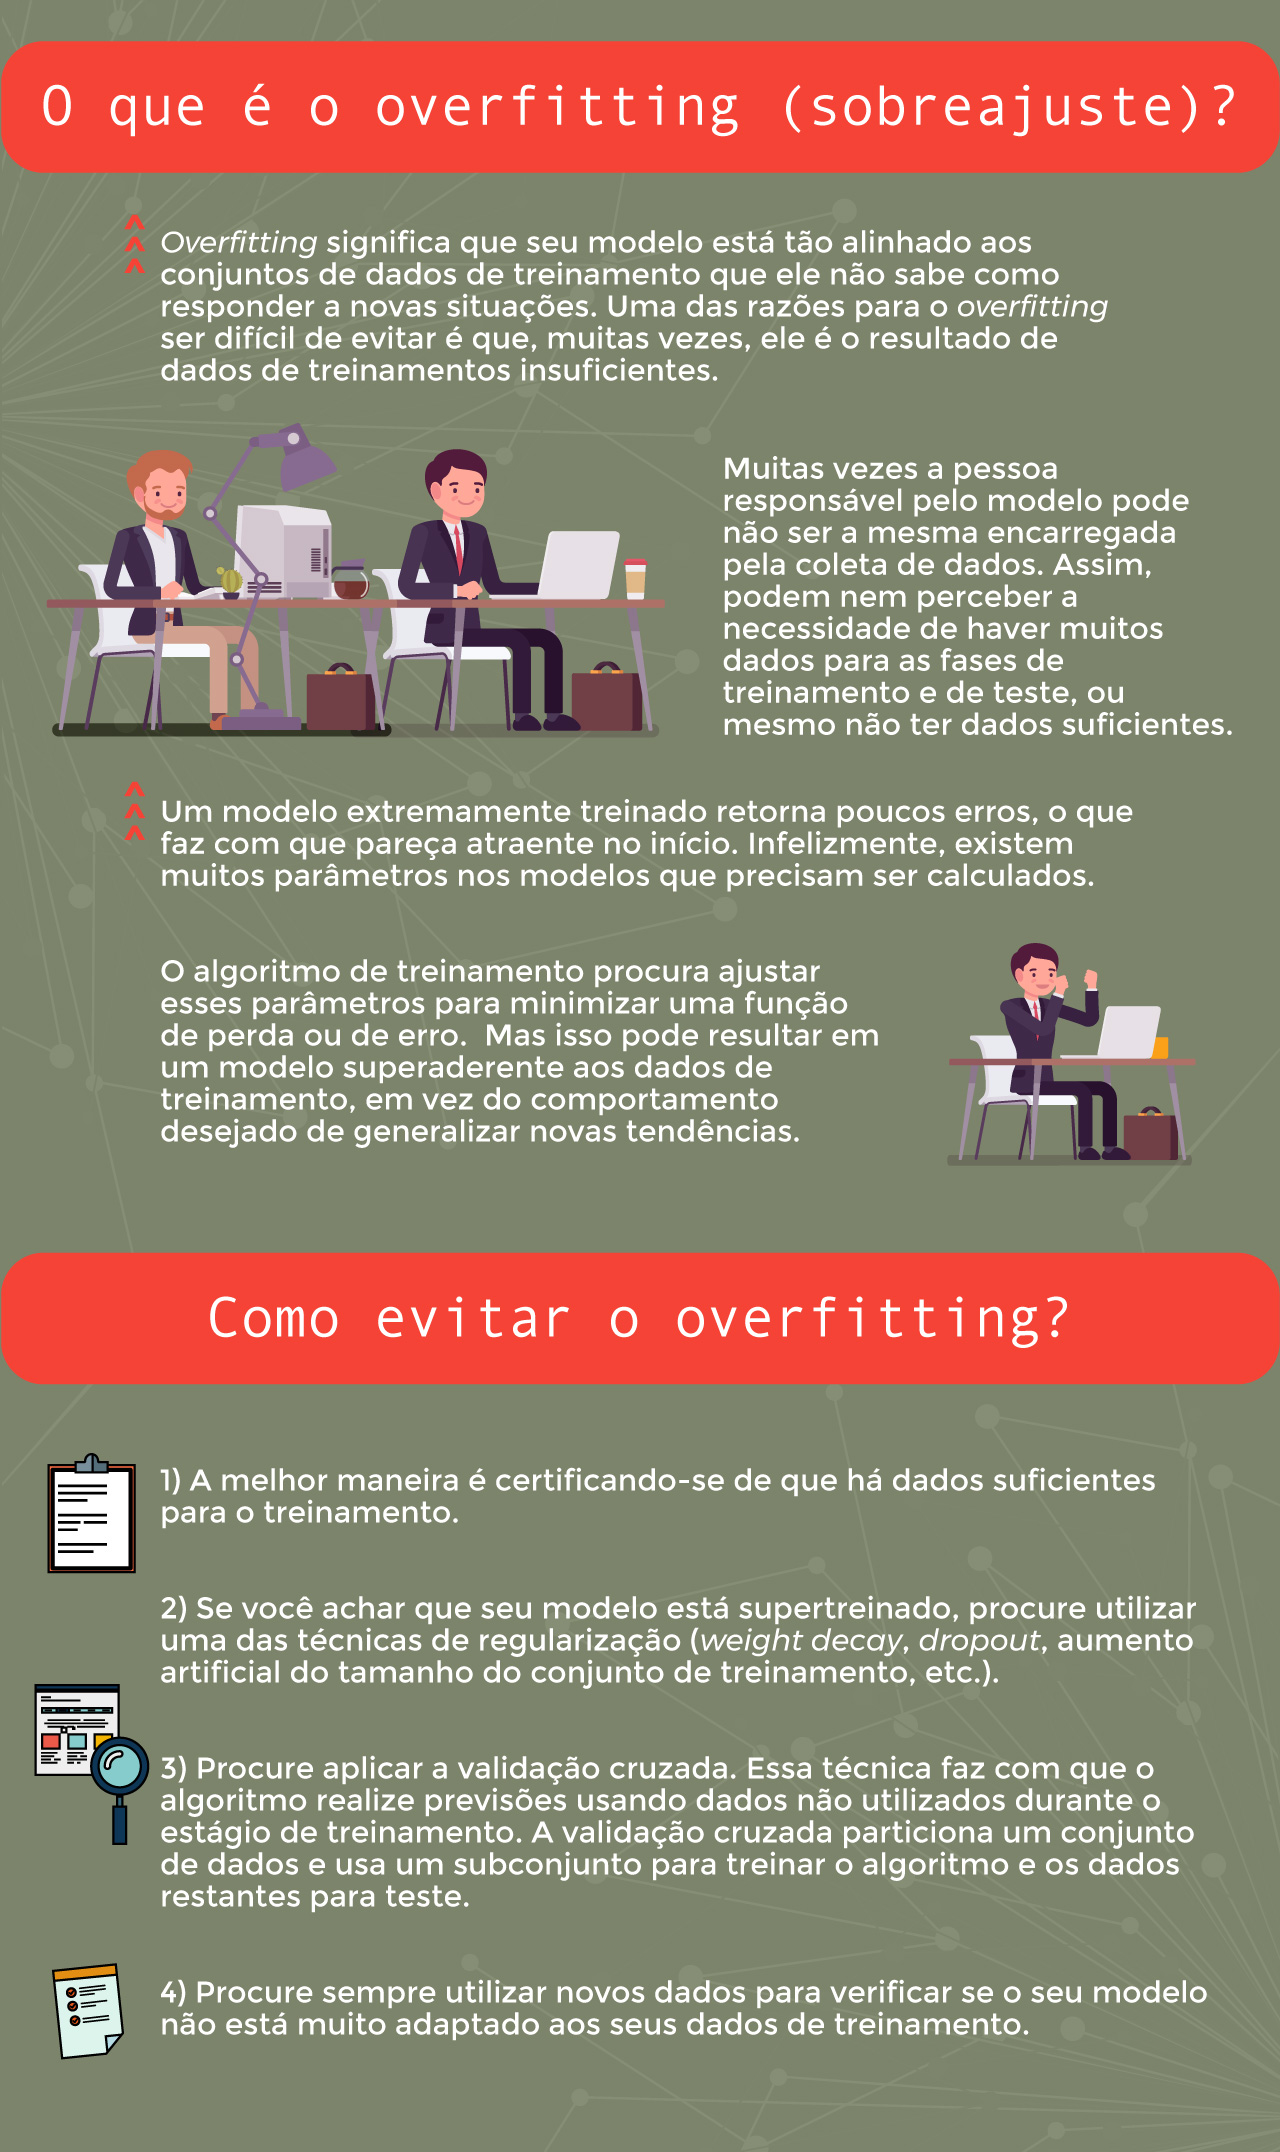 O que é o overfitting (sobreajuste)?
Overfitting significa que seu modelo está tão alinhado aos
conjuntos de dados de treinamento que ele não sabe como
responder a novas situações. Uma das razões para o overfitting
ser difícil de evitar é que, muitas vezes, ele é o resultado de
dados de treinamentos insuficientes.
Muitas vezes a pessoa
responsável pelo modelo pode
não ser a mesma encarregada
pela coleta de dados. Assim,
podem nem perceber a
necessidade de haver muitos
dados para as fases de
treinamento e de teste, ou
mesmo não ter dados suficientes.
Um modelo extremamente treinado retorna poucos erros, o que
faz com que pareça atraente no início. Infelizmente, existem
muitos parâmetros nos modelos que precisam ser calculados.
O algoritmo de treinamento procura ajustar
esses parâmetros para minimizar uma função
de perda ou de erro.  Mas isso pode resultar em
um modelo superaderente aos dados de
treinamento, em vez do comportamento
desejado de generalizar novas tendências.
Como evitar o overfitting?
1) A melhor maneira é certificando-se de que há dados suficientes
para o treinamento.
2) Se você achar que seu modelo está supertreinado, procure utilizar
uma das técnicas de regularização (weight decay, dropout, aumento
artificial do tamanho do conjunto de treinamento, etc.).
3) Procure aplicar a validação cruzada. Essa técnica faz com que o
algoritmo realize previsões usando dados não utilizados durante o
estágio de treinamento. A validação cruzada particiona um conjunto
de dados e usa um subconjunto para treinar o algoritmo e os dados
restantes para teste.
4) Procure sempre utilizar novos dados para verificar se o seu modelo
não está muito adaptado aos seus dados de treinamento.